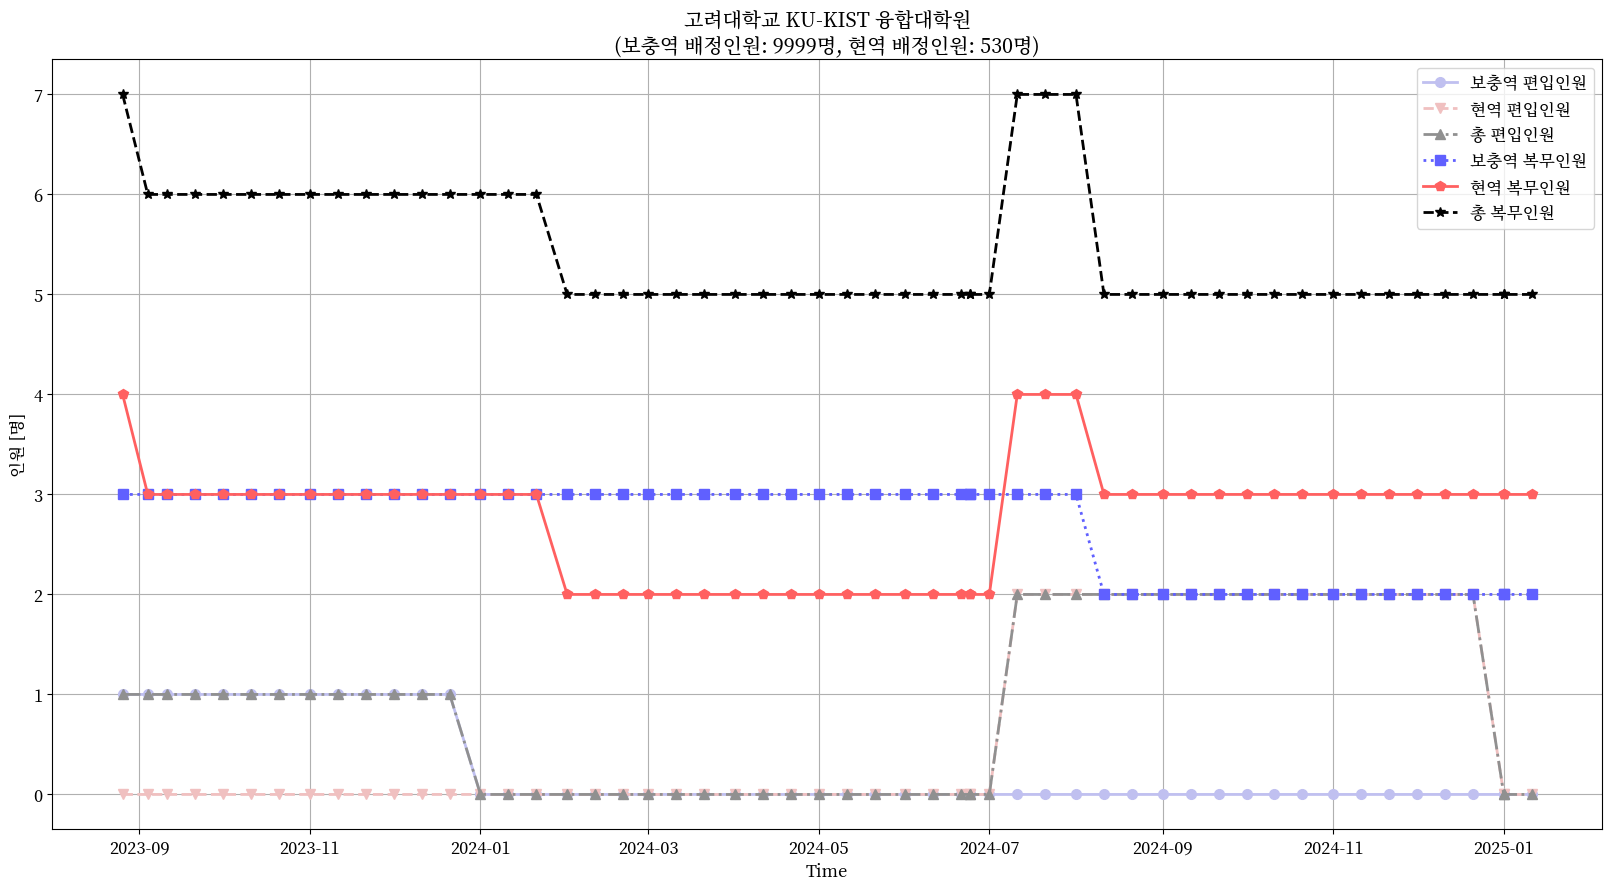 고려대학교 KU-KIST 융합대학원
(보충역 배정인원: 9999명, 현역 배정인원: 530명)
보충역 편입인원
현역 편입인원
총 편입인원
보충역 복무인원
현역 복무인원
총 복무인원
인원 [명]
7
6
5
4
3
2
1
0
2023-09 2023-11 2024-01 2024-03 2024-05 2024-07 2024-09 2024-11 2025-01
Time